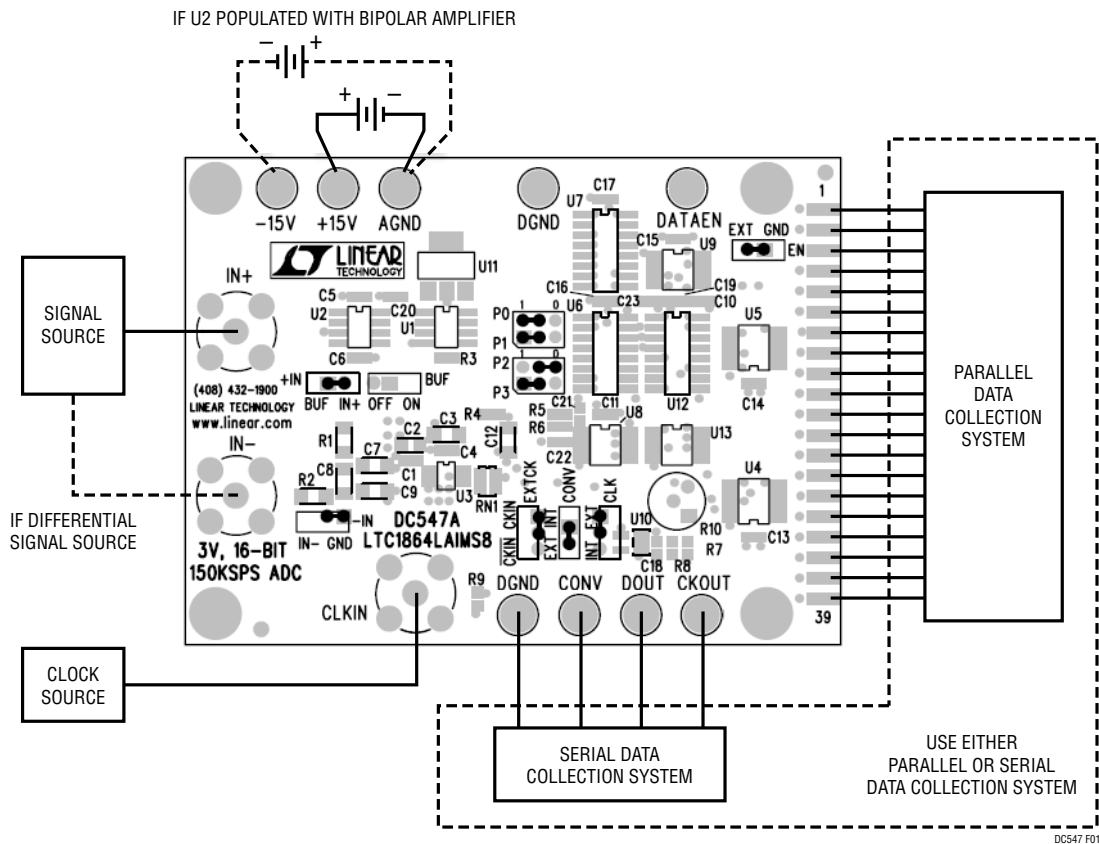 IF U2 POPULATED WITH BIPOLAR AMPLIFIER
– +
+ –
-15V +15V AGND DGND DATAEN
C17
U7
1
EXT GND
EN
C15 U9
LINEAR
TECHNOLOGY
U11
IN+
SIGNAL
SOURCE
C16 C19
C5 C20 U6 C23 C10
U2 U1 P0 1 0 U5
P1
C6 R3 P2 1 0
P3
+IN BUF
BUF IN+ OFF ON
C21 C11 U12 C14
(408) 432-1900
LINEAR TECHNOLOGY
www.linear.com
PARALLEL
DATA
COLLECTION
SYSTEM
IN-
R1 C2 C3 R4 R5 U8
C7 C4 C12 R6 U13
C8 C1 C22
R2 C9 U3 RN1 U4
-IN
IN- GND
EXTCK CONV CLK
CKIN CKIN EXT INT INT EXT
U10 R10
C18 R8 R7 C13
IF DIFFERENTIAL
SIGNAL SOURCE
DC547A
LTC1864LAIMS8
3V, 16-BIT
150KSPS ADC
R9
CLKIN
DGND CONV DOUT CKOUT
39
CLOCK
SOURCE
SERIAL DATA
COLLECTION SYSTEM
USE EITHER
PARALLEL OR SERIAL
DATA COLLECTION SYSTEM
DC547 F01